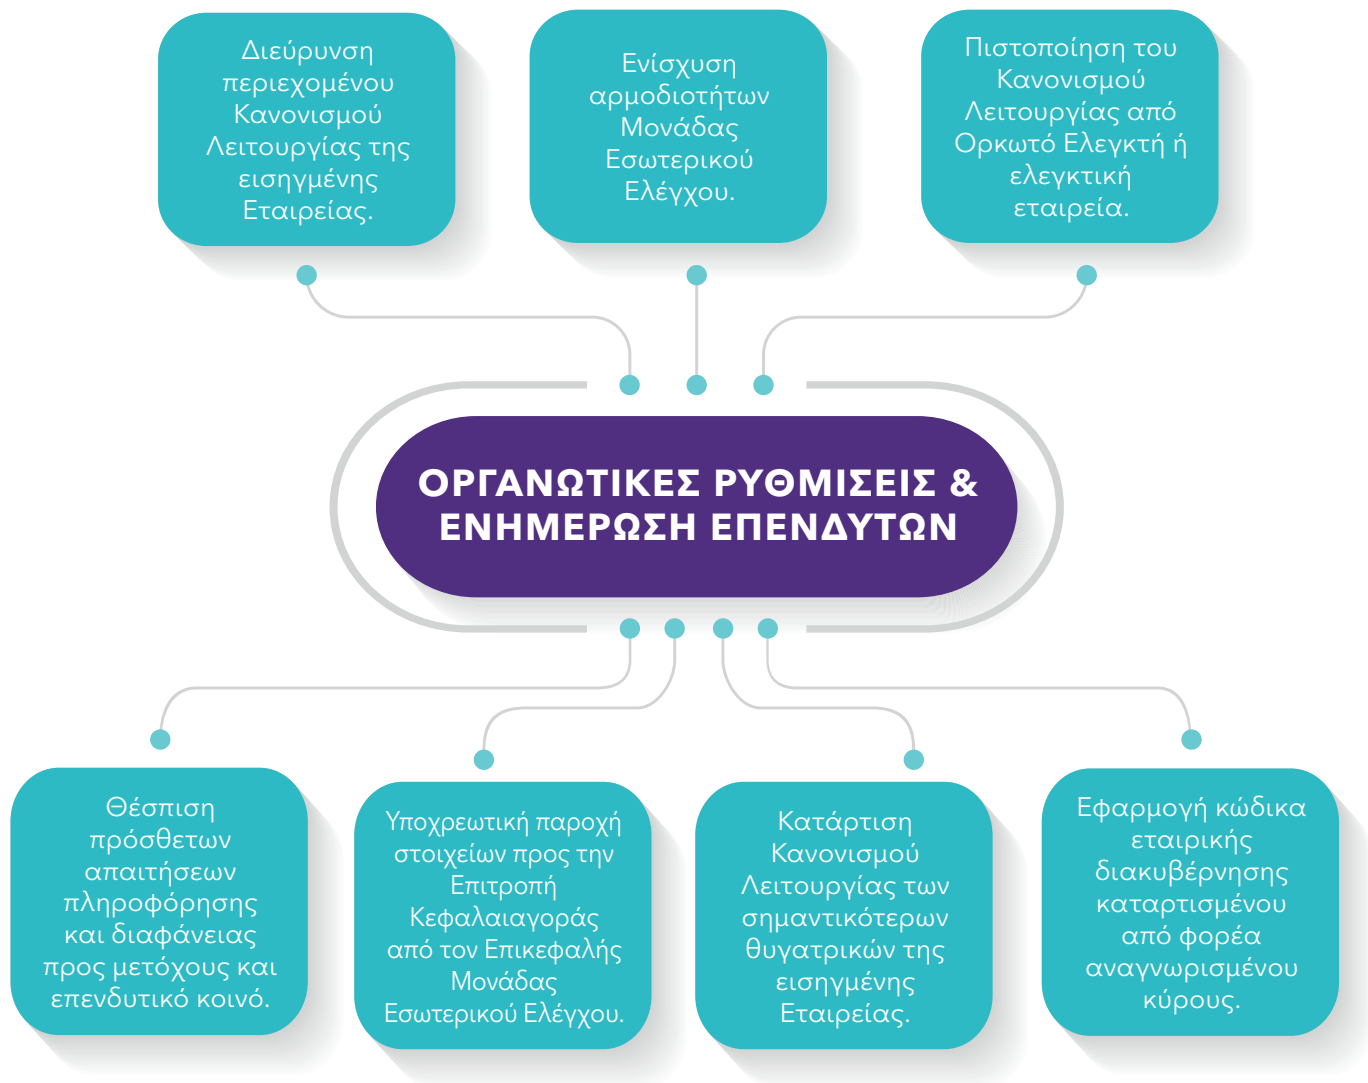 Διεύρυνση
περιεχομένου
Κανονισμού
Λειτουργίας της
εισηγμένης
Εταιρείας.
Ενίσχυση
αρμοδιοτήτων
Μονάδας
Εσωτερικού
Ελέγχου.
Πιστοποίηση του
Κανονισμού
Λειτουργίας από
Ορκωτό Ελεγκτή ή
ελεγκτική
εταιρεία.
ΟΡΓΑΝΩΤΙΚΕΣ ΡΥΘΜΙΣΕΙΣ &
ΕΝΗΜΕΡΩΣΗ ΕΠΕΝΔΥΤΩΝ
Θέσπιση
πρόσθετων
απαιτήσεων
πληροφόρησης
και διαφάνειας
προς μετόχους και
επενδυτικό κοινό.
Υποχρεωτική παροχή
στοιχείων προς την
Επιτροπή
Κεφαλαιαγοράς
από τον Επικεφαλής
Μονάδας
Εσωτερικού Ελέγχου.
Κατάρτιση
Κανονισμού
Λειτουργίας των
σημαντικότερων
θυγατρικών της
εισηγμένης
Εταιρείας.
Εφαρμογή κώδικα
εταιρικής
διακυβέρνησης
καταρτισμένου
από φορέα
αναγνωρισμένου
κύρους.